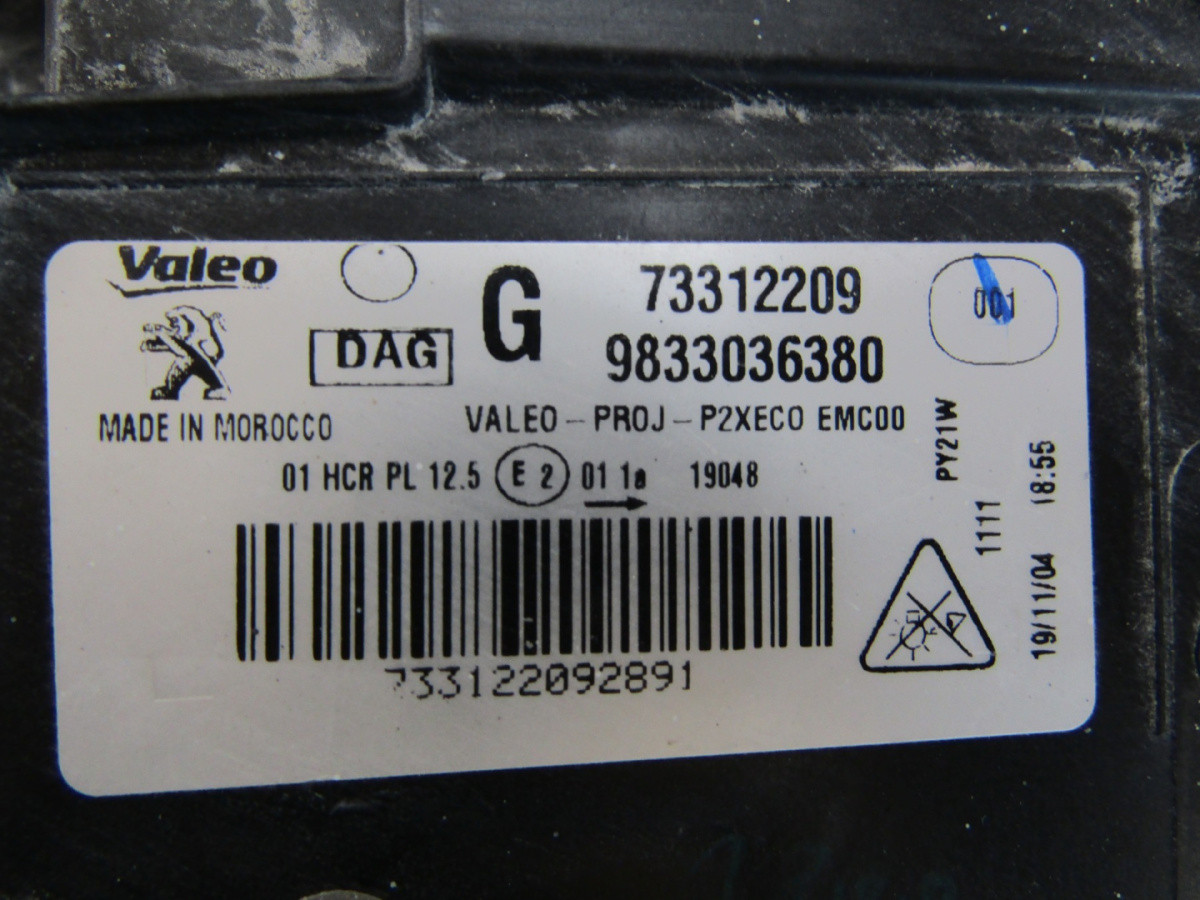 Valeo
DAG
G
73312209
9833036380
001
MADE IN MOROCCO
VALEO-PROJ-P2XECO EMC00
01 HCR PL 12.5 E 2 01 1a 19048
PY21W
1111
19/11/04 18:55
733122092891